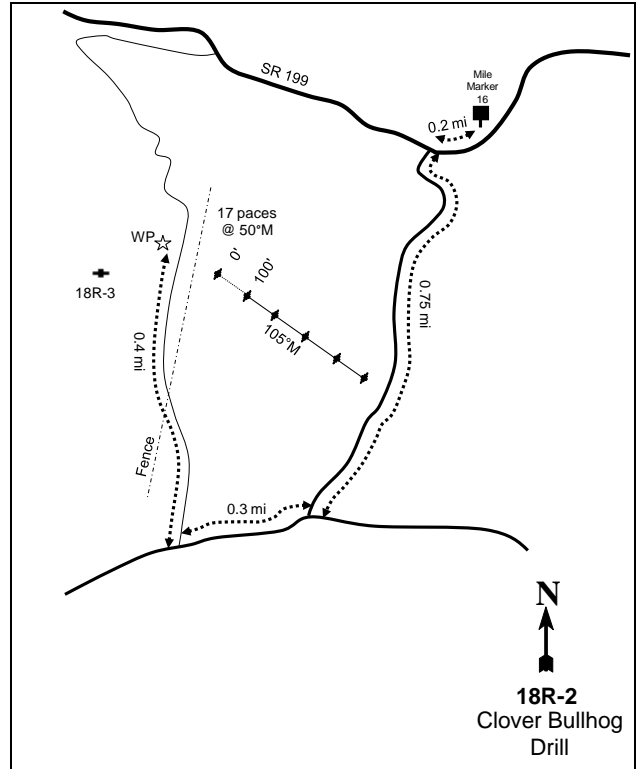 SR 199
Mile
Marker
16
0.2 mi
17 paces
@ 50°M
WP
0'
100'
18R-3
105°M
0.75 mi
0.4 mi
Fence
0.3 mi
N
18R-2
Clover Bullhog
Drill